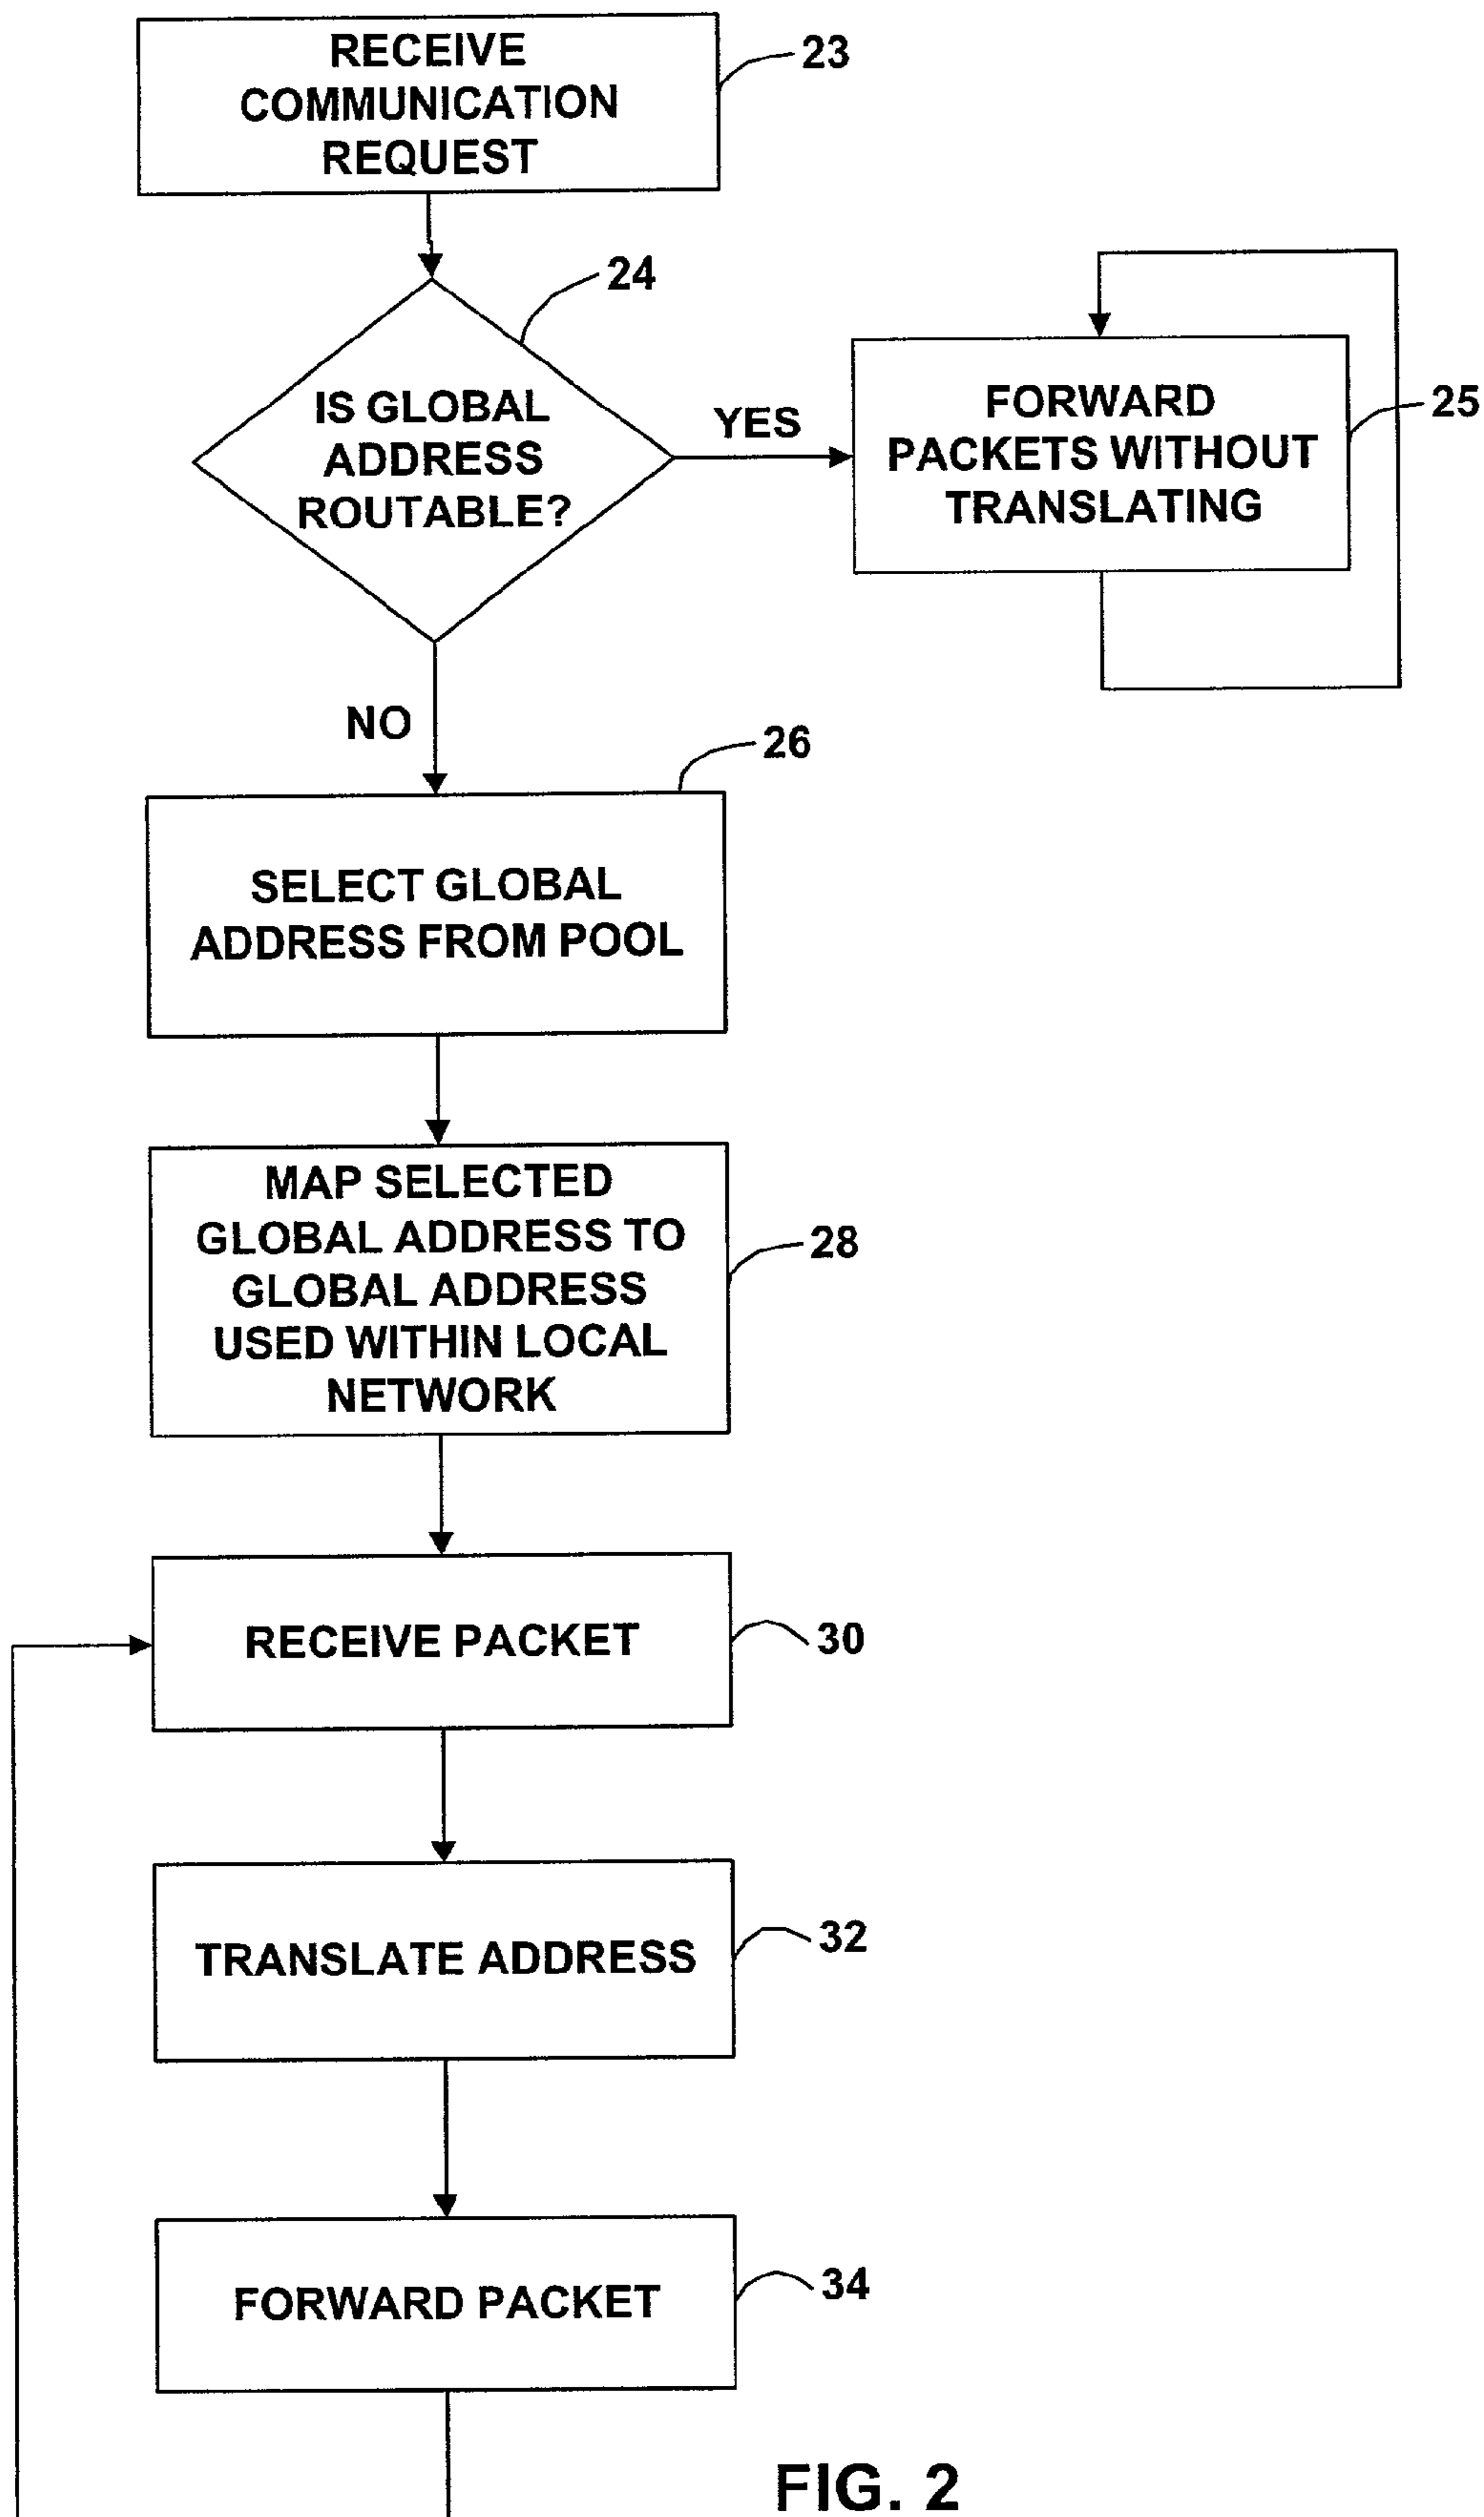 RECEIVE
COMMUNICATION
REQUEST
23
24
IS GLOBAL
ADDRESS
ROUTABLE?
YES
FORWARD
PACKETS WITHOUT
TRANSLATING
25
NO
26
SELECT GLOBAL
ADDRESS FROM POOL
MAP SELECTED
GLOBAL ADDRESS TO
GLOBAL ADDRESS
USED WITHIN LOCAL
NETWORK
28
RECEIVE PACKET
30
TRANSLATE ADDRESS
32
FORWARD PACKET
34
FIG. 2